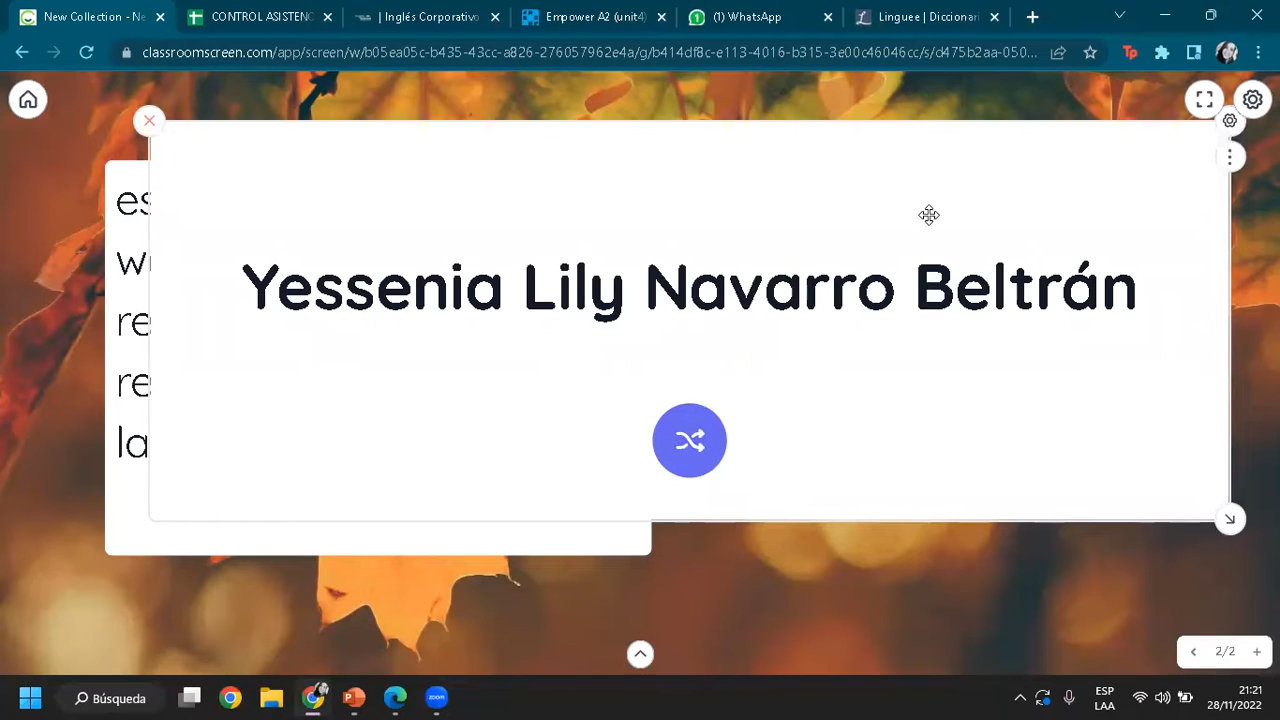 New Collection - Ne
CONTROL ASISTENC
| Inglés Corporativo
Empower A2 (unit4)
(1) WhatsApp
Linguee | Diccionari
classroomscreen.com/app/screen/w/b05ea05c-b435-43cc-a826-276057962e4a/g/b414df8c-e113-4016-b315-3e00c46046cc/s/d475b2aa-050...
es
re
re
la
Yessenia Lily Navarro Beltrán
2/2
Búsqueda
zoom
ESP
LAA
21:21
28/11/2022